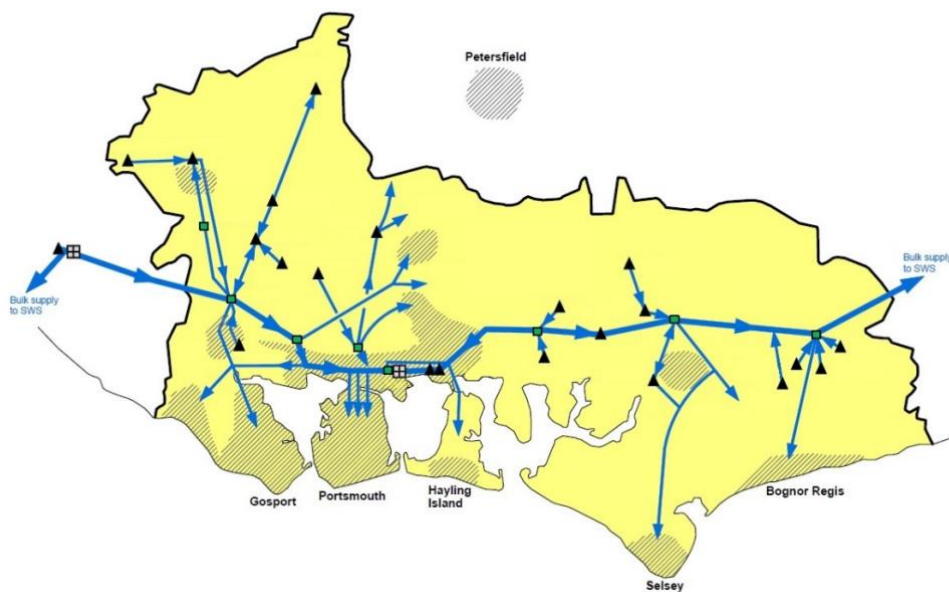 Petersfield
Bulk supply
to SWS
Bulk supply
to SWS
Gosport
Portsmouth
Hayling
Island
Bognor Regis
Selsey